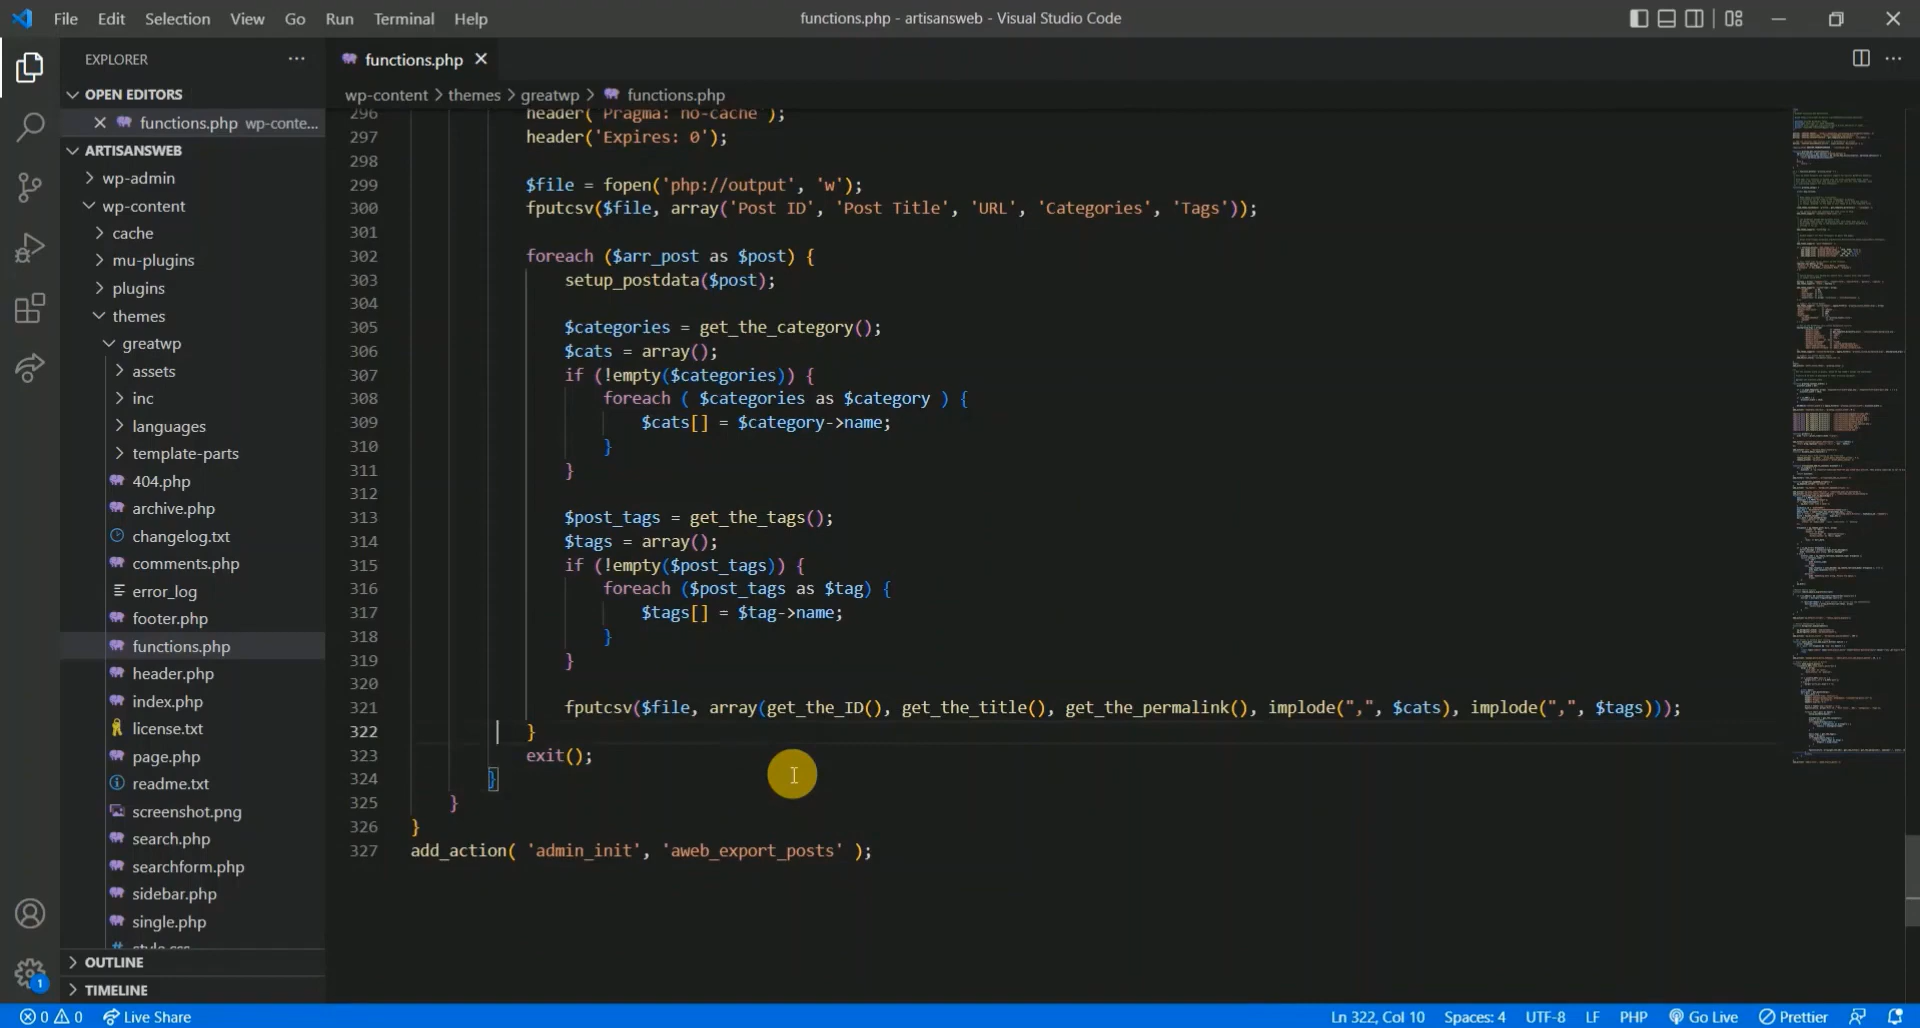 File Edit Selection View Go Run Terminal Help
functions.php - artisansweb - Visual Studio Code
EXPLORER
OPEN EDITORS
functions.php wp-conte...
ARTISANSWEB
wp-admin
wp-content
cache
mu-plugins
plugins
themes
greatwp
assets
inc
languages
template-parts
404.php
archive.php
changelog.txt
comments.php
error_log
footer.php
functions.php
header.php
index.php
license.txt
page.php
readme.txt
screenshot.png
search.php
searchform.php
sidebar.php
single.php
style.css
OUTLINE
TIMELINE
functions.php
wp-content > themes > greatwp > functions.php
296 header('Pragma: no-cache');
297 header('Expires: 0');
298
299 $file = fopen('php://output', 'w');
300 fputcsv($file, array('Post ID', 'Post Title', 'URL', 'Categories', 'Tags'));
301
302 foreach ($arr_post as $post) {
303 setup_postdata($post);
304
305 $categories = get_the_category();
306 $cats = array();
307 if (!empty($categories)) {
308 foreach ( $categories as $category ) {
309 $cats[] = $category->name;
310 }
311 }
312
313 $post_tags = get_the_tags();
314 $tags = array();
315 if (!empty($post_tags)) {
316 foreach ($post_tags as $tag) {
317 $tags[] = $tag->name;
318 }
319 }
320
321 fputcsv($file, array(get_the_ID(), get_the_title(), get_the_permalink(), implode(",", $cats), implode(",", $tags)));
322 }
323 exit();
324 }
325 }
326 }
327 add_action( 'admin_init', 'aweb_export_posts' );
1
0 0 Live Share
Ln 322, Col 10 Spaces: 4 UTF-8 LF PHP Go Live Prettier